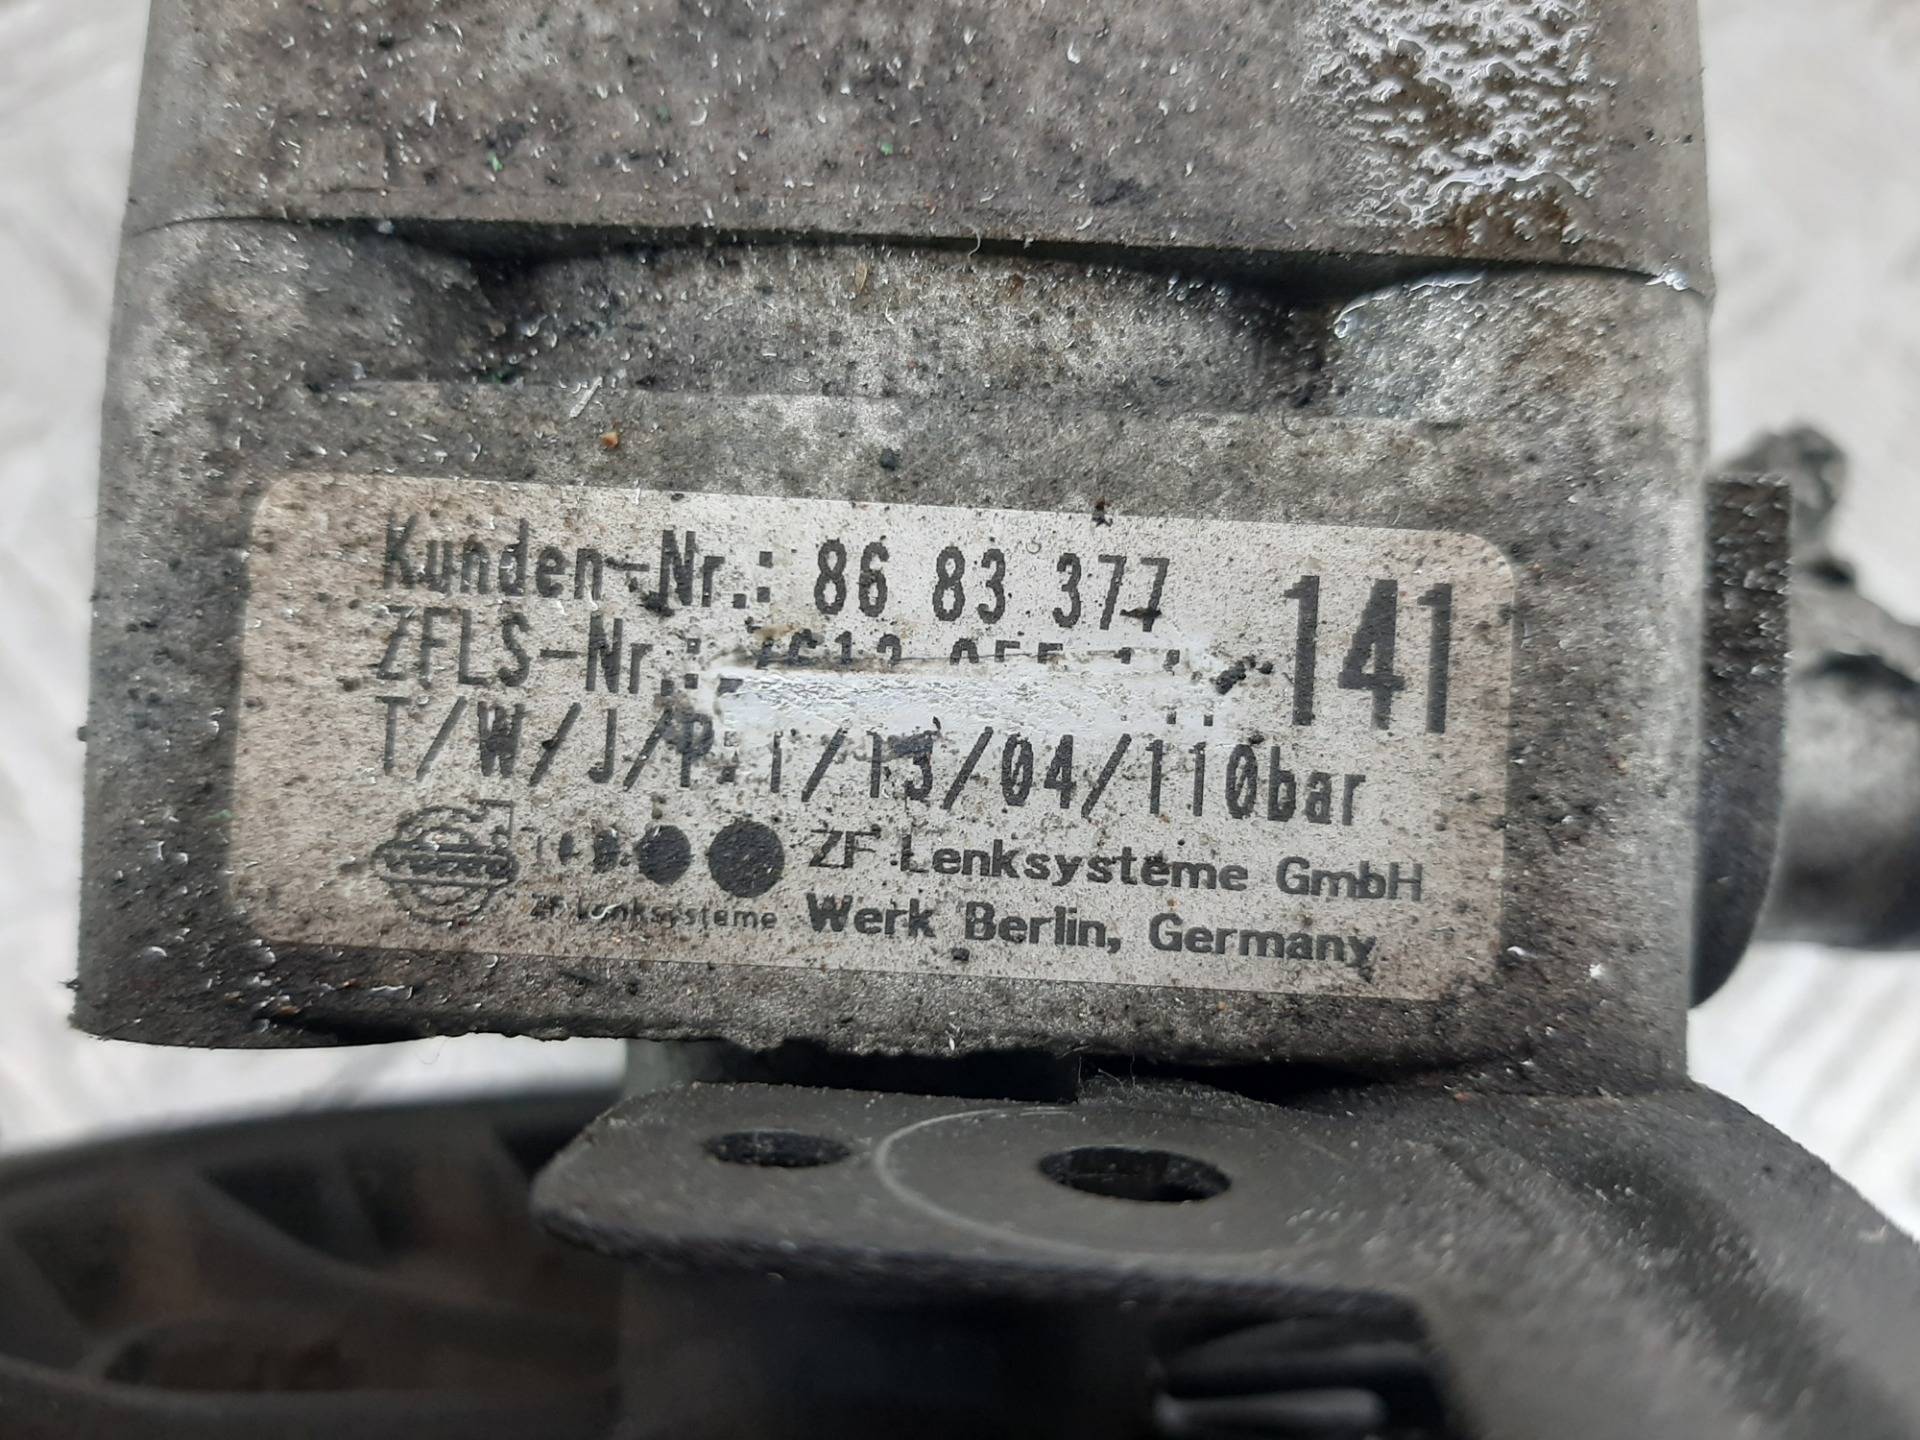 Kunden-Nr.: 86 83 377
141
ZFLS-Nr.:
T/W/J/P:1/13/04/110bar
VOLVO
ZF Lenksysteme GmbH
ZF Lenksysteme
Werk Berlin, Germany